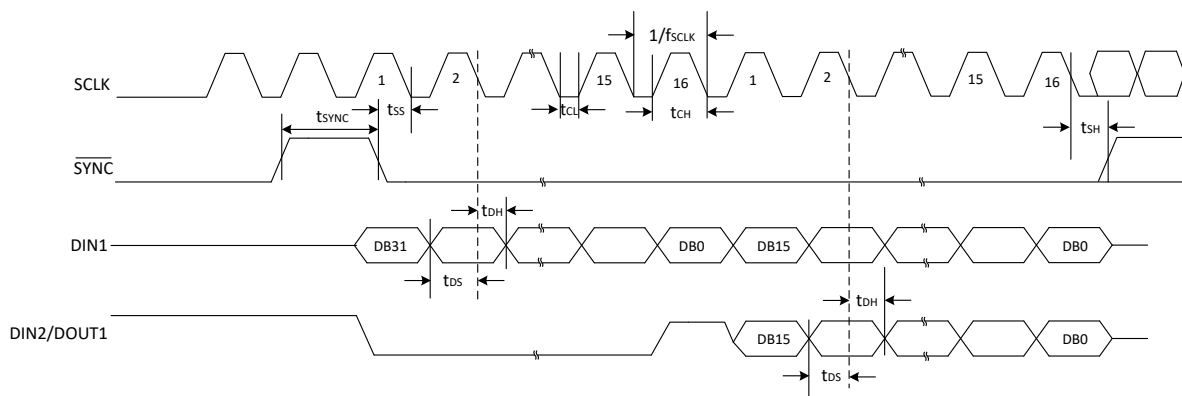 1/fSCLK
SCLK 1 2 15 16 1 2 15 16
tSS tCL tCH
tSYNC tSH
SYNC
tDH
DIN1 DB31 DB0 DB15 DB0
tDS tDH
DIN2/DOUT1 DB15 DB0
tDS